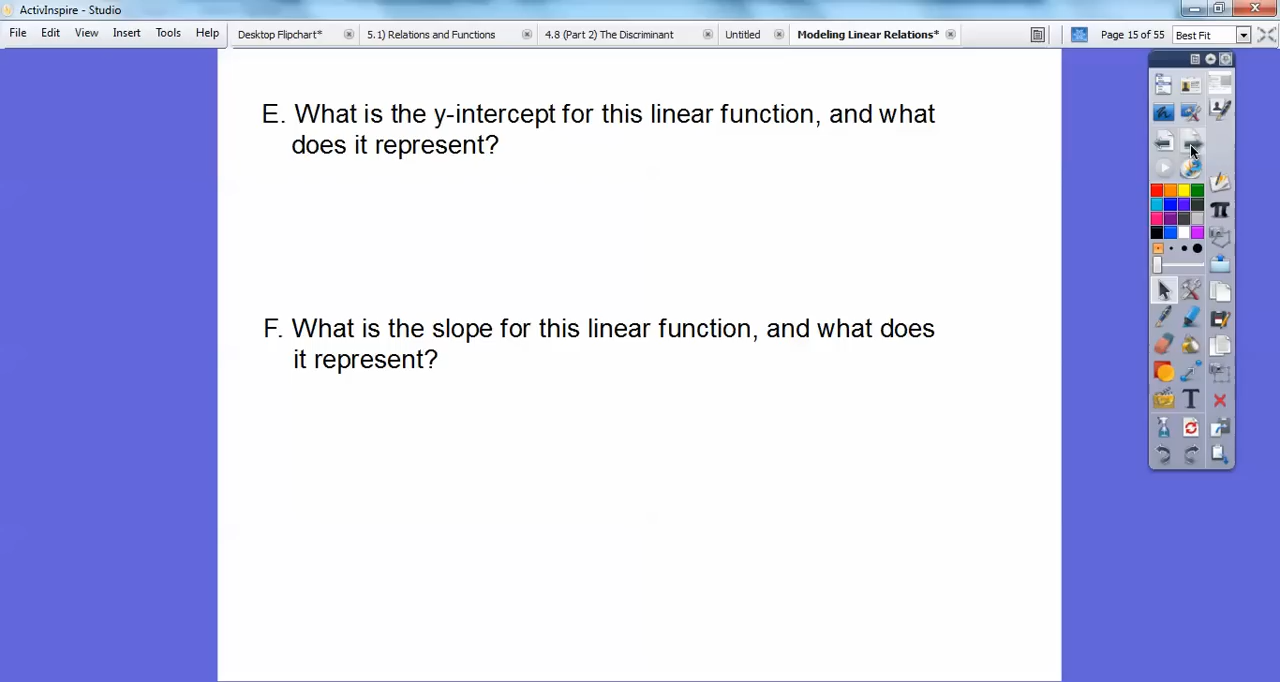 ActivInspire - Studio
File Edit View Insert Tools Help Desktop Flipchart* 5.1) Relations and Functions 4.8 (Part 2) The Discriminant Untitled Modeling Linear Relations* Page 15 of 55 Best Fit
E. What is the y-intercept for this linear function, and what
does it represent?
F. What is the slope for this linear function, and what does
it represent?